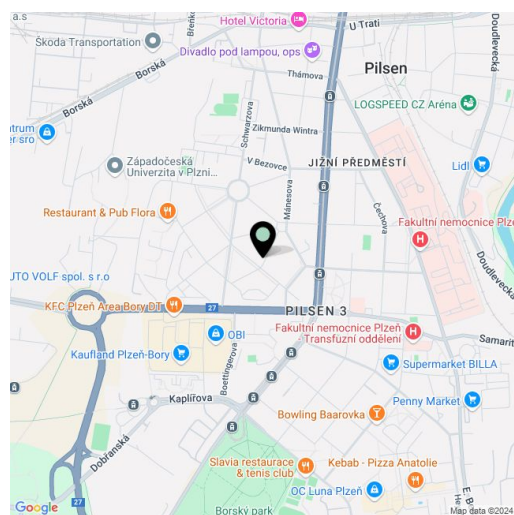 a.s
Hotel Victoria
U Trati
Doudlevecká
Škoda Transportation
Divadlo pod lampou, ops
Borská
Thámova
Pilsen
LOGSPEED CZ Aréna
Borská
Schwarzova
Zikmunda Wintra
Západočeská
Univerzita v Plzni...
V Bezovce
JIŽNÍ PŘEDMĚSTÍ
Lidl
Restaurant & Pub Flora
Mánesova
Čechova
Fakultní nemocnice Plze
Doudlevecká
UTO VOLF spol. s r.o
KFC Plzeň Area Bory DT
27
PILSEN 3
OBI
Fakultní nemocnice Plzeň
Transfuzní oddělení
Samarit
Kaufland Plzeň-Bory
Boettingerova
Supermarket BILLA
Kaplířova
Penny Market
Bowling Baarovka
Dobřanská
Slavia restaurace
& tenis club
Kebab - Pizza Anatolie
OC Luna Plzeň
E. B
Google
27
Borský park
Map data ©2024